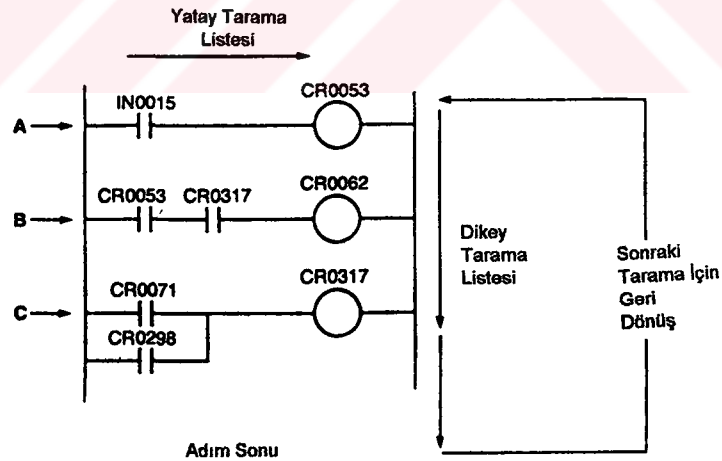 Yatay Tarama
Listesi
IN0015
CR0053
A
CR0053
CR0317
CR0062
B
Dikey
Tarama
Listesi
Sonraki
Tarama İçin
Geri
Dönüş
CR0071
CR0317
C
CR0298
Adım Sonu